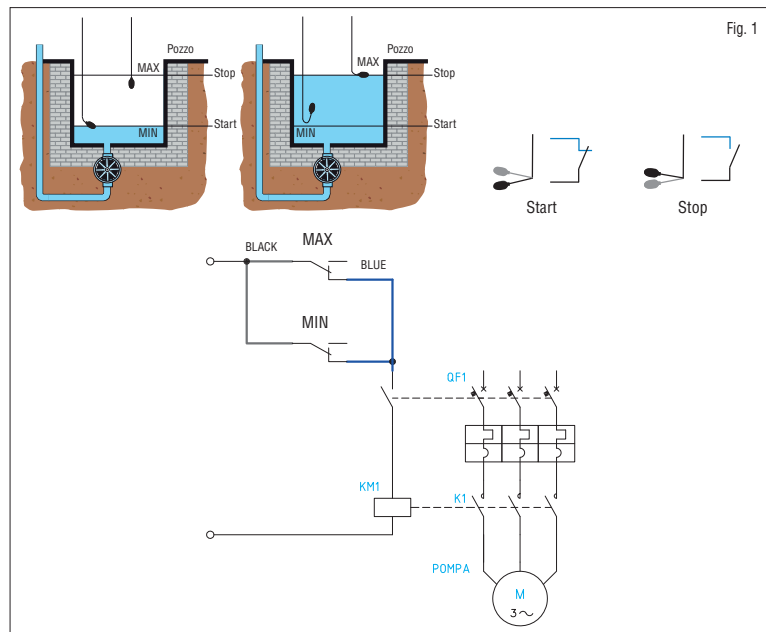 Fig. 1
Pozzo
MAX
Stop
Start
MIN
Pozzo
MAX
Stop
Start
MIN
Start
Stop
MAX
BLACK
BLUE
MIN
QF1
KM1
K1
POMPA
M
3~